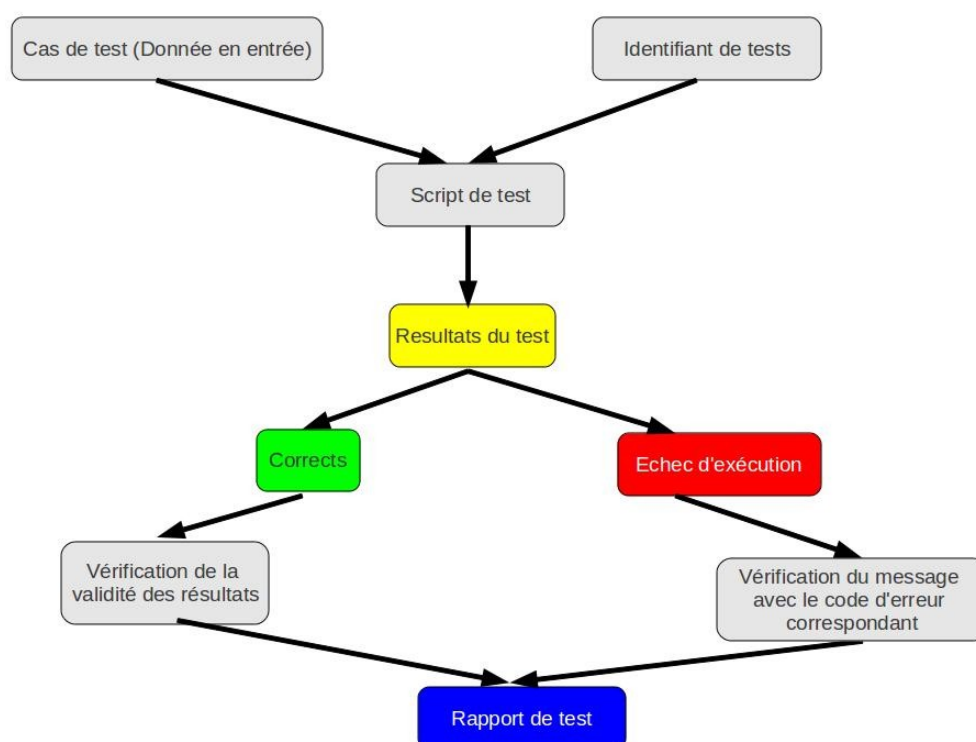 Cas de test (Donnée en entrée)
Identifiant de tests
Script de test
Resultats du test
Corrects
Echec d'exécution
Vérification de la
validité des résultats
Vérification du message
avec le code d'erreur
correspondant
Rapport de test